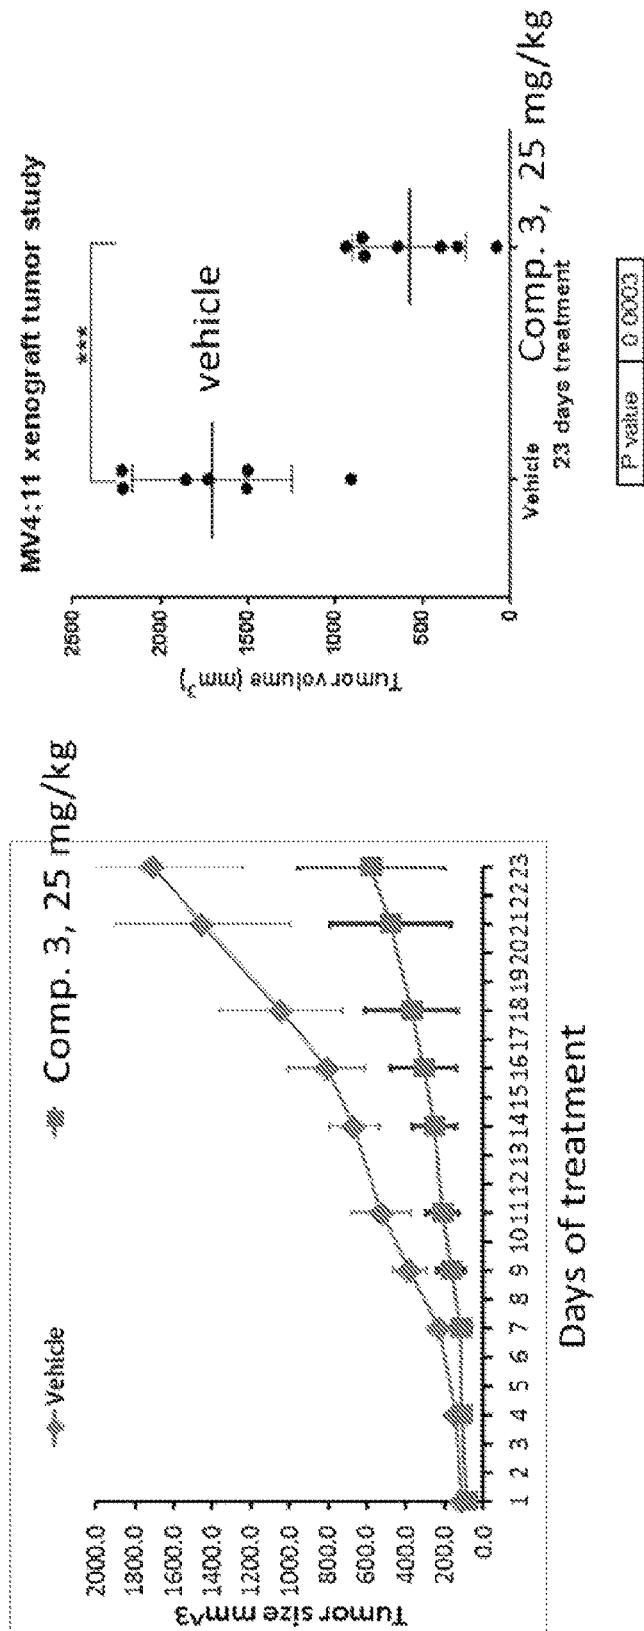 Vehicle
Comp. 3, 25 mg/kg
Tumor size mm^3
2000.0
1800.0
1600.0
1400.0
1200.0
1000.0
800.0
600.0
400.0
200.0
0.0
1 2 3 4 5 6 7 8 9 10 11 12 13 14 15 16 17 18 19 20 21 22 23
Days of treatment
MV4:11 xenograft tumor study
***
vehicle
Tumor volume (mm³)
2500
2000
1500
1000
500
0
Vehicle
Comp. 3, 25 mg/kg
23 days treatment
P value 0.0003